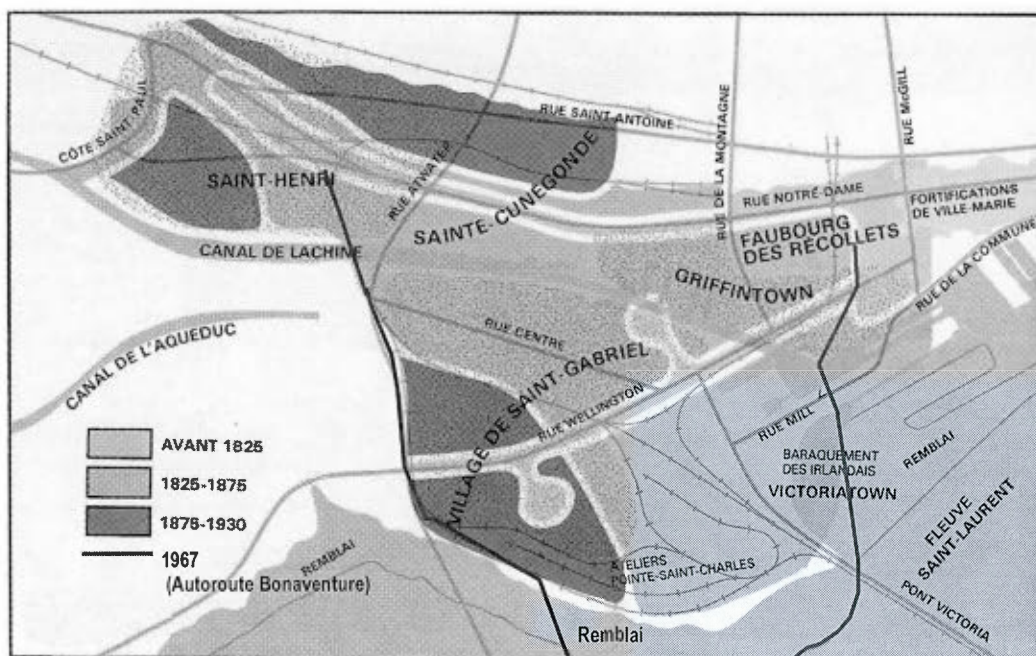 CÔTE SAINT-PAUL
RUE SAINT-ANTOINE
RUE DE LA MONTAGNE
RUE McGILL
SAINT-HENRI
RUE ATWATER
SAINTE-CUNÉGONDE
RUE NOTRE-DAME
FORTIFICATIONS
DE VILLE-MARIE
CANAL DE LACHINE
FAUBOURG
DES RÉCOLLETS
GRIFFINTOWN
RUE DE LA COMMUNE
CANAL DE L'AQUEDUC
RUE CENTRE
VILLAGE DE SAINT-GABRIEL
RUE WELLINGTON
RUE MILL
REMBLAI
BARAQUEMENT
DES IRLANDAIS
VICTORIATOWN
FLEUVE
SAINT-LAURENT
AVANT 1825
1825-1875
1875-1930
1967
(Autoroute Bonaventure)
REMBLAI
ATELIERS
POINTE-SAINT-CHARLES
PONT VICTORIA
Remblai